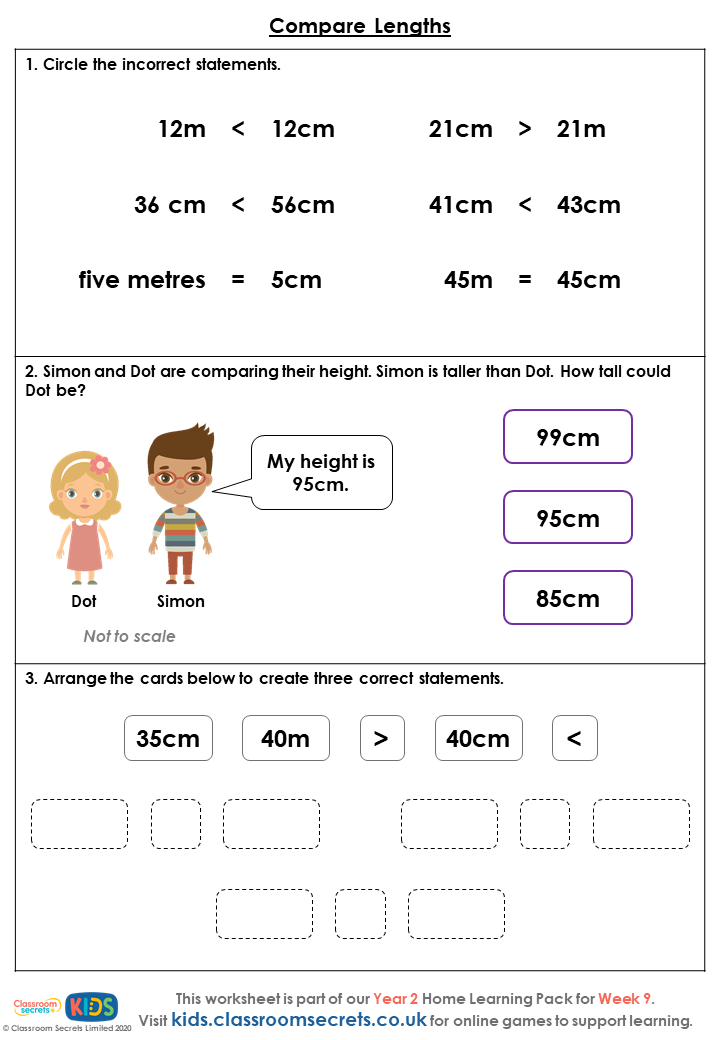 Compare Lengths
1. Circle the incorrect statements.
12m < 12cm 21cm > 21m
36 cm < 56cm 41cm < 43cm
five metres = 5cm 45m = 45cm
2. Simon and Dot are comparing their height. Simon is taller than Dot. How tall could
Dot be?
My height is
95cm.
99cm
95cm
85cm
Dot Simon
Not to scale
3. Arrange the cards below to create three correct statements.
35cm 40m > 40cm <
Classroom
secrets
KIDS
© Classroom Secrets Limited 2020
This worksheet is part of our Year 2 Home Learning Pack for Week 9.
Visit kids.classroomsecrets.co.uk for online games to support learning.